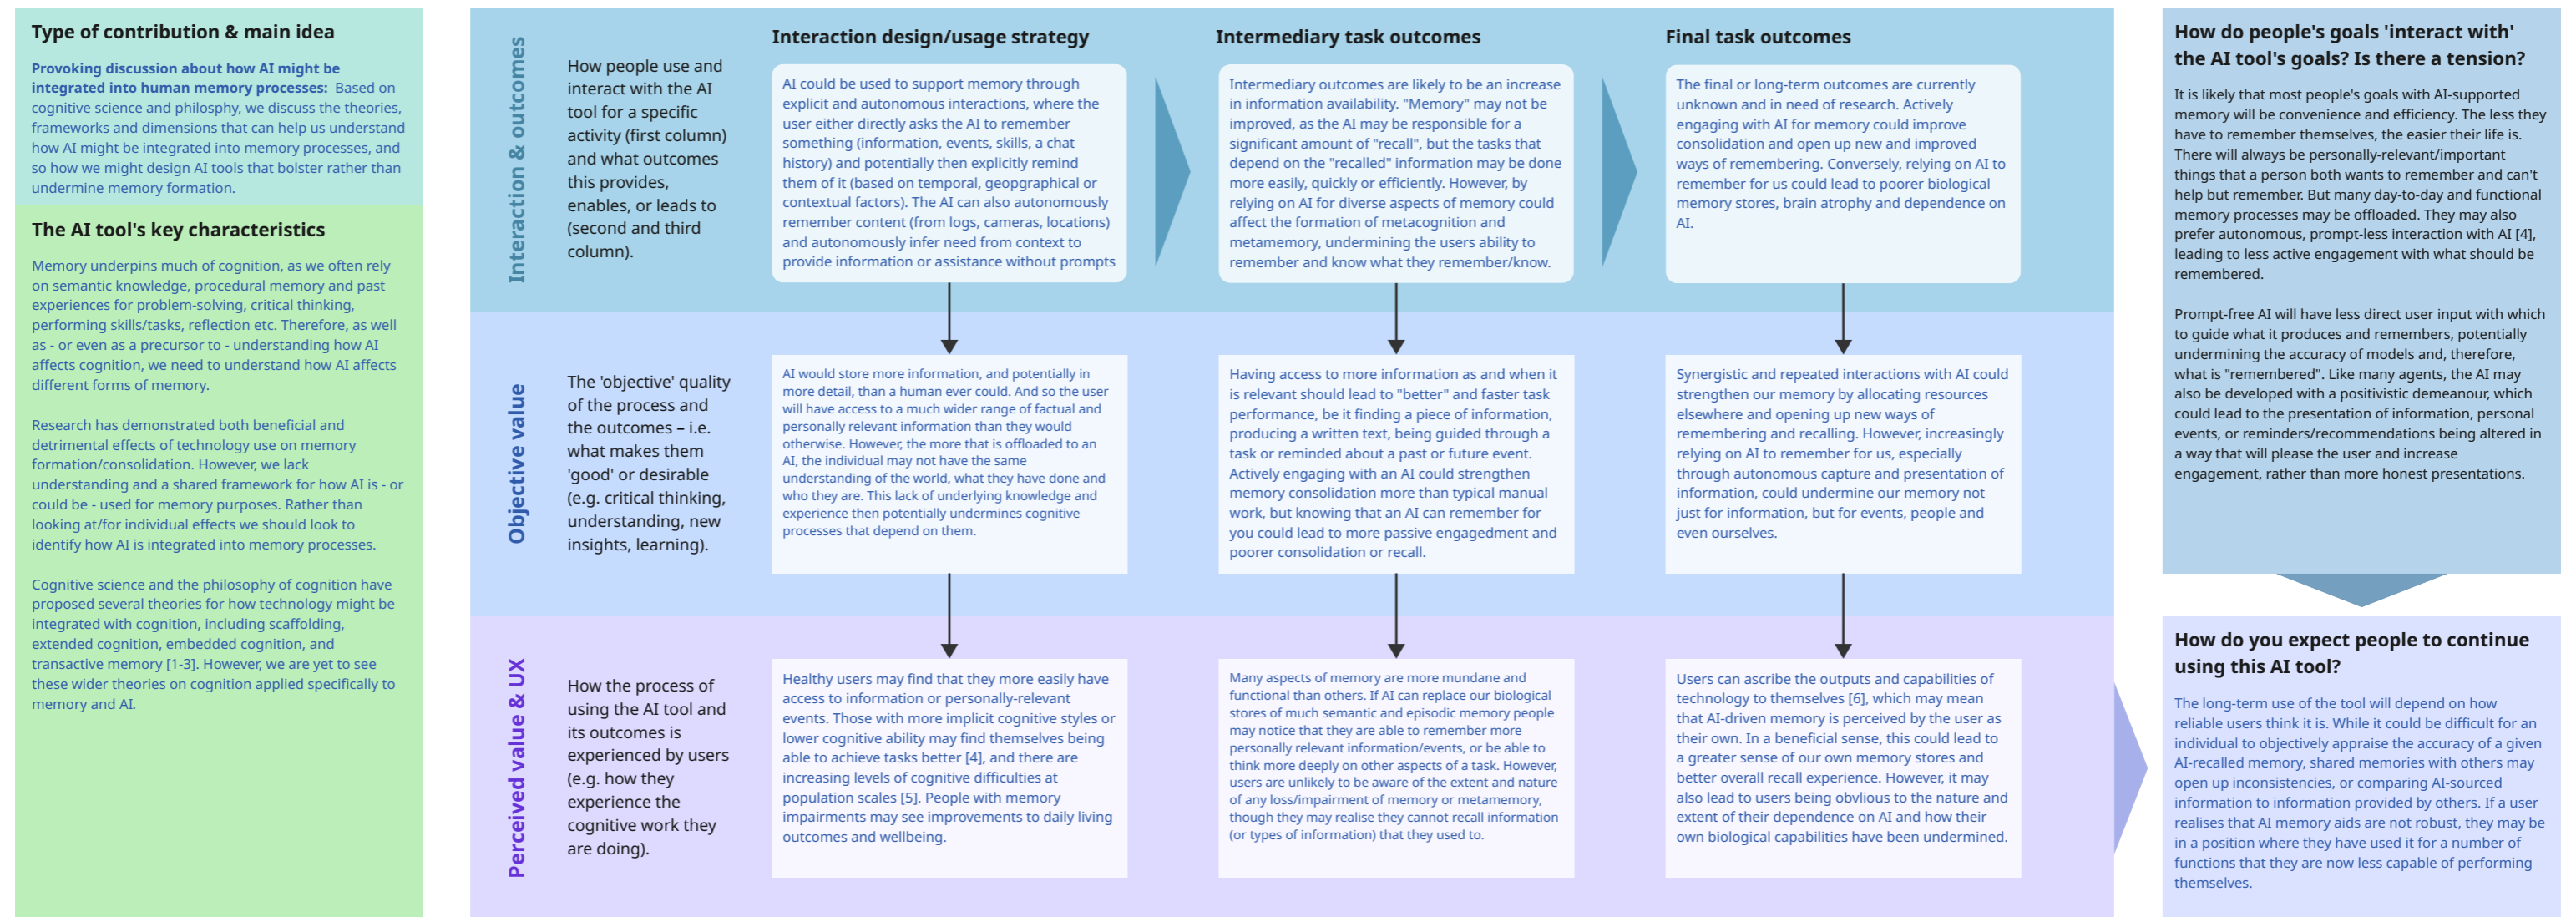 Type of contribution & main idea
Provoking discussion about how AI might be
integrated into human memory processes: Based on
cognitive science and philosphy, we discuss the theories,
frameworks and dimensions that can help us understand
how AI might be integrated into memory processes, and
so how we might design AI tools that bolster rather than
undermine memory formation.
The AI tool's key characteristics
Memory underpins much of cognition, as we often rely
on semantic knowledge, procedural memory and past
experiences for problem-solving, critical thinking,
performing skills/tasks, reflection etc. Therefore, as well
as - or even as a precursor to - understanding how AI
affects cognition, we need to understand how AI affects
different forms of memory.
Research has demonstrated both beneficial and
detrimental effects of technology use on memory
formation/consolidation. However, we lack
understanding and a shared framework for how AI is - or
could be - used for memory purposes. Rather than
looking at/for individual effects we should look to
identify how AI is integrated into memory processes.
Cognitive science and the philosophy of cognition have
proposed several theories for how technology might be
integrated with cognition, including scaffolding,
extended cognition, embedded cognition, and
transactive memory [1-3]. However, we are yet to see
these wider theories on cognition applied specifically to
memory and AI.
Interaction & outcomes
How people use and
interact with the AI
tool for a specific
activity (first column)
and what outcomes
this provides,
enables, or leads to
(second and third
column).
Interaction design/usage strategy
AI could be used to support memory through
explicit and autonomous interactions, where the
user either directly asks the AI to remember
something (information, events, skills, a chat
history) and potentially then explicitly remind
them of it (based on temporal, geopgraphical or
contextual factors). The AI can also autonomously
remember content (from logs, cameras, locations)
and autonomously infer need from context to
provide information or assistance without prompts
Intermediary task outcomes
Intermediary outcomes are likely to be an increase
in information availability. "Memory" may not be
improved, as the AI may be responsible for a
significant amount of "recall", but the tasks that
depend on the "recalled" information may be done
more easily, quickly or efficiently. However, by
relying on AI for diverse aspects of memory could
affect the formation of metacognition and
metamemory, undermining the users ability to
remember and know what they remember/know.
Final task outcomes
The final or long-term outcomes are currently
unknown and in need of research. Actively
engaging with AI for memory could improve
consolidation and open up new and improved
ways of remembering. Conversely, relying on AI to
remember for us could lead to poorer biological
memory stores, brain atrophy and dependence on
AI.
Objective value
The 'objective' quality
of the process and
the outcomes – i.e.
what makes them
'good' or desirable
(e.g. critical thinking,
understanding, new
insights, learning).
AI would store more information, and potentially in
more detail, than a human ever could. And so the user
will have access to a much wider range of factual and
personally relevant information than they would
otherwise. However, the more that is offloaded to an
AI, the individual may not have the same
understanding of the world, what they have done and
who they are. This lack of underlying knowledge and
experience then potentially undermines cognitive
processes that depend on them.
Having access to more information as and when it
is relevant should lead to "better" and faster task
performance, be it finding a piece of information,
producing a written text, being guided through a
task or reminded about a past or future event.
Actively engaging with an AI could strengthen
memory consolidation more than typical manual
work, but knowing that an AI can remember for
you could lead to more passive engagedment and
poorer consolidation or recall.
Synergistic and repeated interactions with AI could
strengthen our memory by allocating resources
elsewhere and opening up new ways of
remembering and recalling. However, increasingly
relying on AI to remember for us, especially
through autonomous capture and presentation of
information, could undermine our memory not
just for information, but for events, people and
even ourselves.
Perceived value & UX
How the process of
using the AI tool and
its outcomes is
experienced by users
(e.g. how they
experience the
cognitive work they
are doing).
Healthy users may find that they more easily have
access to information or personally-relevant
events. Those with more implicit cognitive styles or
lower cognitive ability may find themselves being
able to achieve tasks better [4], and there are
increasing levels of cognitive difficulties at
population scales [5]. People with memory
impairments may see improvements to daily living
outcomes and wellbeing.
Many aspects of memory are more mundane and
functional than others. If AI can replace our biological
stores of much semantic and episodic memory people
may notice that they are able to remember more
personally relevant information/events, or be able to
think more deeply on other aspects of a task. However,
users are unlikely to be aware of the extent and nature
of any loss/impairment of memory or metamemory,
though they may realise they cannot recall information
(or types of information) that they used to.
Users can ascribe the outputs and capabilities of
technology to themselves [6], which may mean
that AI-driven memory is perceived by the user as
their own. In a beneficial sense, this could lead to
a greater sense of our own memory stores and
better overall recall experience. However, it may
also lead to users being obvlious to the nature and
extent of their dependence on AI and how their
own biological capabilities have been undermined.
How do people's goals 'interact with'
the AI tool's goals? Is there a tension?
It is likely that most people's goals with AI-supported
memory will be convenience and efficiency. The less they
have to remember themselves, the easier their life is.
There will always be personally-relevant/important
things that a person both wants to remember and can't
help but remember. But many day-to-day and functional
memory processes may be offloaded. They may also
prefer autonomous, prompt-less interaction with AI [4],
leading to less active engagement with what should be
remembered.
Prompt-free AI will have less direct user input with which
to guide what it produces and remembers, potentially
undermining the accuracy of models and, therefore,
what is "remembered". Like many agents, the AI may
also be developed with a positivistic demeanour, which
could lead to the presentation of information, personal
events, or reminders/recommendations being altered in
a way that will please the user and increase
engagement, rather than more honest presentations.
How do you expect people to continue
using this AI tool?
The long-term use of the tool will depend on how
reliable users think it is. While it could be difficult for an
individual to objectively appraise the accuracy of a given
AI-recalled memory, shared memories with others may
open up inconsistencies, or comparing AI-sourced
information to information provided by others. If a user
realises that AI memory aids are not robust, they may be
in a position where they have used it for a number of
functions that they are now less capable of performing
themselves.